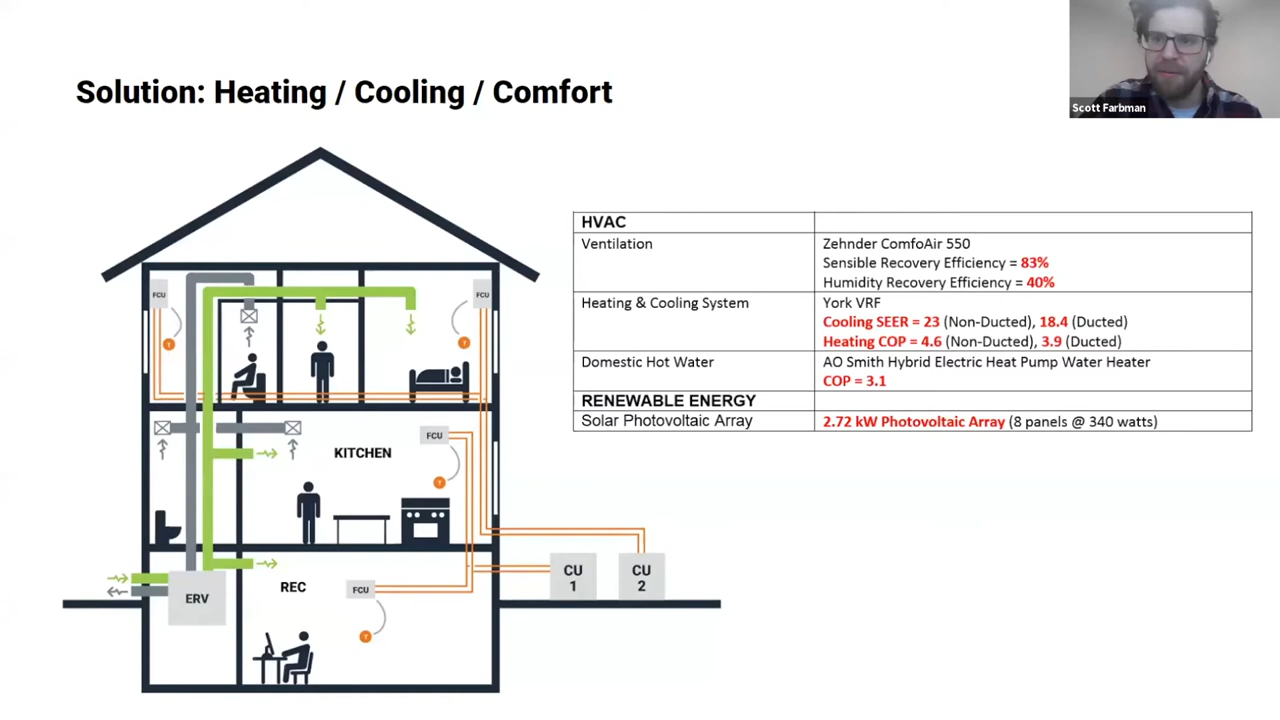 Scott Farbman
Solution: Heating / Cooling / Comfort
HVAC
Ventilation
Zehnder ComfoAir 550
Sensible Recovery Efficiency = 83%
Humidity Recovery Efficiency = 40%
Heating & Cooling System
York VRF
Cooling SEER = 23 (Non-Ducted), 18.4 (Ducted)
Heating COP = 4.6 (Non-Ducted), 3.9 (Ducted)
Domestic Hot Water
AO Smith Hybrid Electric Heat Pump Water Heater
COP = 3.1
RENEWABLE ENERGY
Solar Photovoltaic Array
2.72 kW Photovoltaic Array (8 panels @ 340 watts)
FCU
FCU
T
T
FCU
KITCHEN
T
REC
FCU
ERV
T
CU
1
CU
2